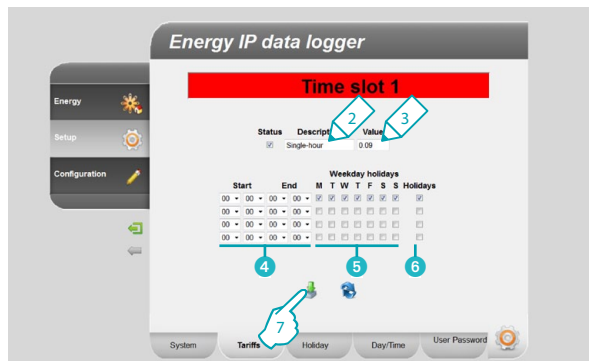 Energy IP data logger
Time slot 1
Energy
Setup
Configuration
2
3
Status Descript Value
Single-hour 0.09
Weekday holidays
Start End M T W T F S S Holidays
00 00 00 00
00 00 00 00
00 00 00 00
00 00 00 00
4 5 6
7
System Tariffs Holiday Day/Time User Password